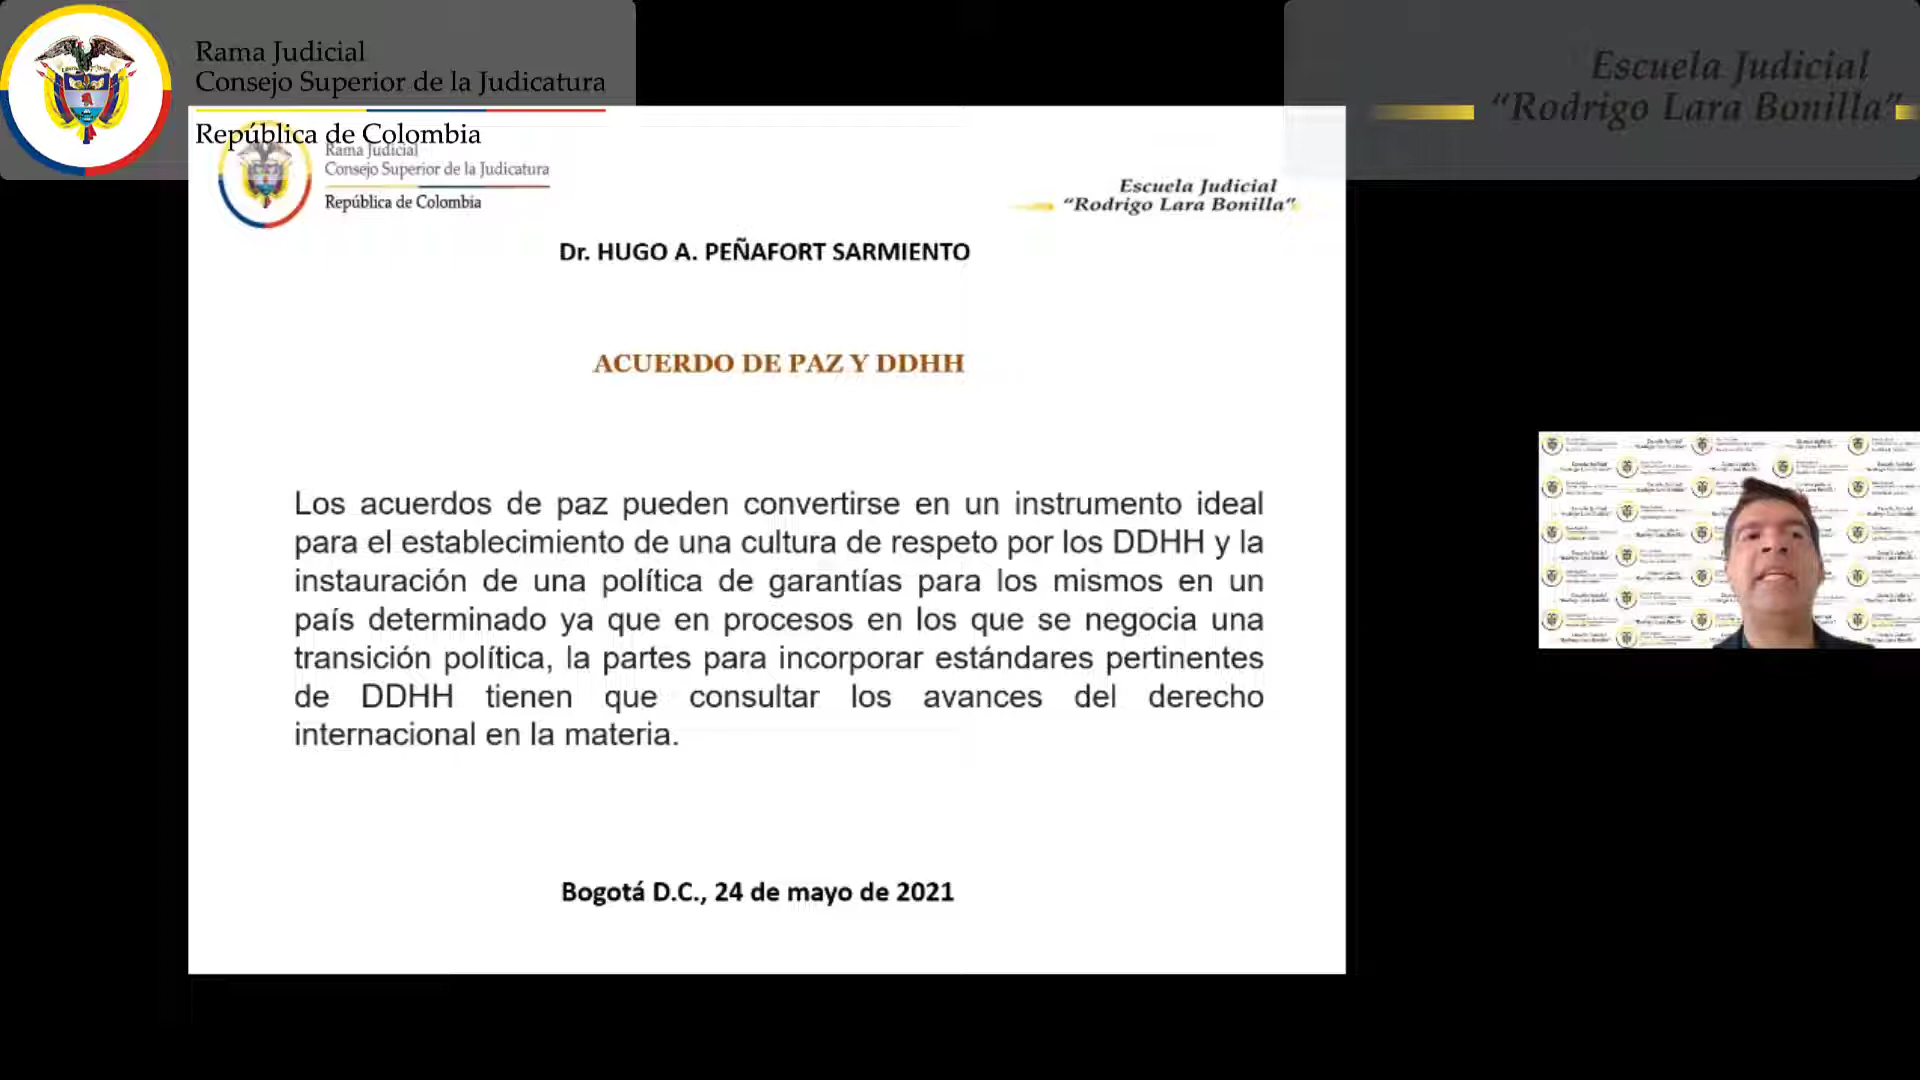 Rama Judicial
Consejo Superior de la Judicatura
República de Colombia
Escuela Judicial
“Rodrigo Lara Bonilla”
Rama Judicial
Consejo Superior de la Judicatura
República de Colombia
Escuela Judicial
“Rodrigo Lara Bonilla”
Dr. HUGO A. PEÑAFORT SARMIENTO
ACUERDO DE PAZ Y DDHH
Los acuerdos de paz pueden convertirse en un instrumento ideal
para el establecimiento de una cultura de respeto por los DDHH y la
instauración de una política de garantías para los mismos en un
país determinado ya que en procesos en los que se negocia una
transición política, la partes para incorporar estándares pertinentes
de DDHH tienen que consultar los avances del derecho
internacional en la materia.
Bogotá D.C., 24 de mayo de 2021